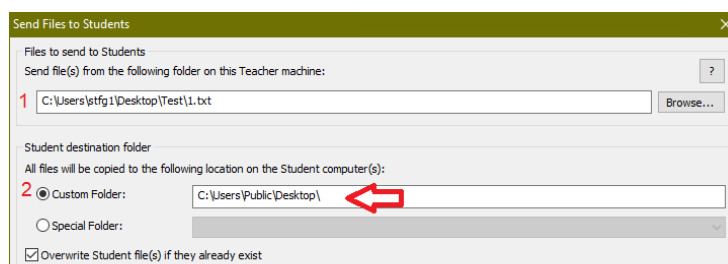 Send Files to Students
Files to send to Students
Send file(s) from the following folder on this Teacher machine:
?
1 C:\Users\stfg1\Desktop\Test\1.txt Browse...
Student destination folder
All files will be copied to the following location on the Student computer(s):
2 Custom Folder: C:\Users\Public\Desktop\
Special Folder:
Overwrite Student file(s) if they already exist